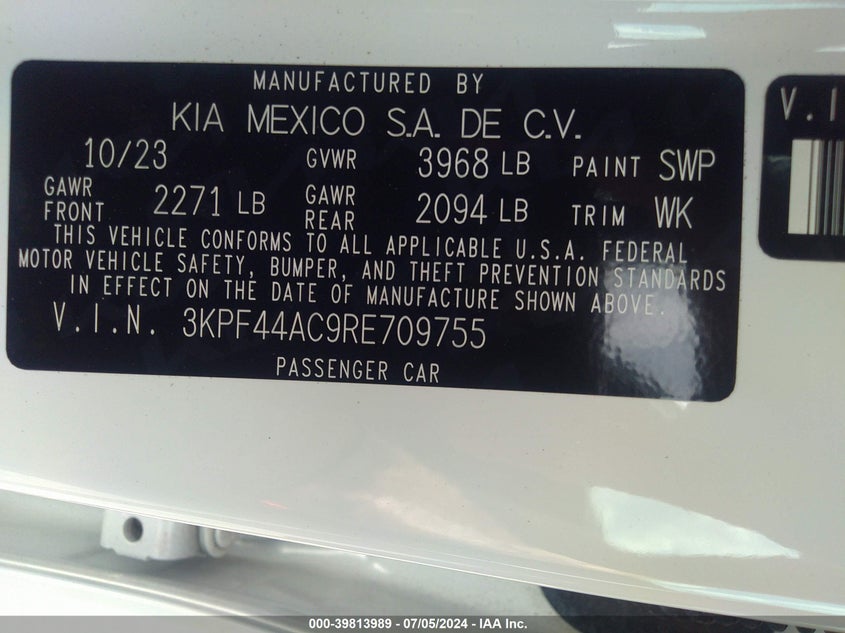 MANUFACTURED BY
KIA MEXICO S.A. DE C.V.
10/23 GVWR 3968 LB PAINT SWP
GAWR FRONT 2271 LB GAWR REAR 2094 LB TRIM WK
THIS VEHICLE CONFORMS TO ALL APPLICABLE U.S.A. FEDERAL
MOTOR VEHICLE SAFETY, BUMPER, AND THEFT PREVENTION STANDARDS
IN EFFECT ON THE DATE OF MANUFACTURE SHOWN ABOVE.
V.I.N. 3KPF44AC9RE709755
PASSENGER CAR
V.I
000-39813989 - 07/05/2024 - IAA Inc.